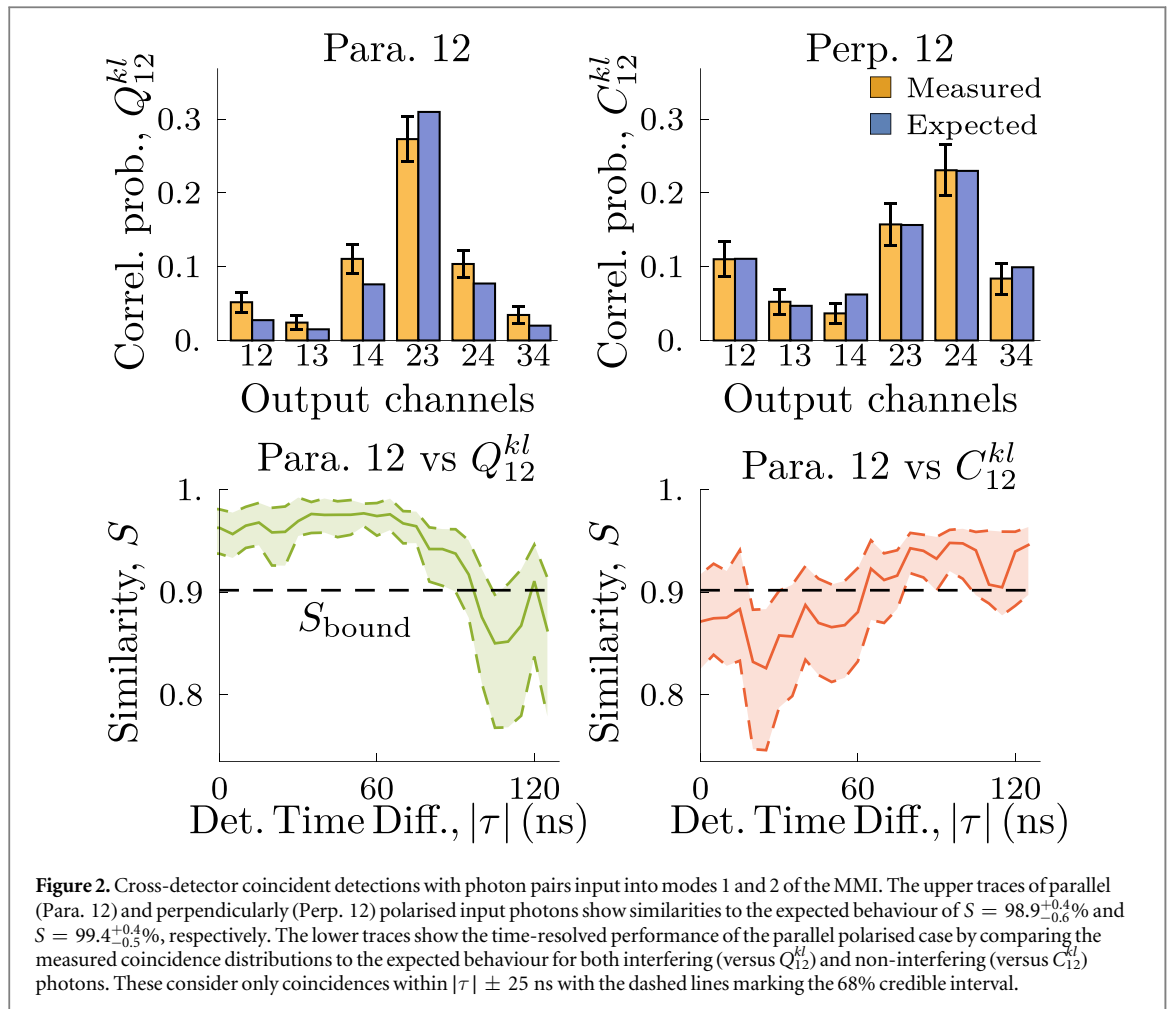 Para. 12
Perp. 12
Correl. prob., Q_{12}^{kl}
0.3
0.2
0.1
0.
12 13 14 23 24 34
Output channels
Correl. prob., C_{12}^{kl}
0.3
0.2
0.1
0.
Measured
Expected
12 13 14 23 24 34
Output channels
Para. 12 vs Q_{12}^{kl}
Similarity, S
1.
0.9
0.8
S_{bound}
0 60 120
Det. Time Diff., |τ| (ns)
Para. 12 vs C_{12}^{kl}
Similarity, S
1.
0.9
0.8
0 60 120
Det. Time Diff., |τ| (ns)
Figure 2. Cross-detector coincident detections with photon pairs input into modes 1 and 2 of the MMI. The upper traces of parallel
(Para. 12) and perpendicularly (Perp. 12) polarised input photons show similarities to the expected behaviour of S = 98.9^{+0.4}_{−0.6}% and
S = 99.4^{+0.4}_{−0.5}%, respectively. The lower traces show the time-resolved performance of the parallel polarised case by comparing the
measured coincidence distributions to the expected behaviour for both interfering (versus Q_{12}^{kl}) and non-interfering (versus C_{12}^{kl})
photons. These consider only coincidences within |τ| ± 25 ns with the dashed lines marking the 68% credible interval.